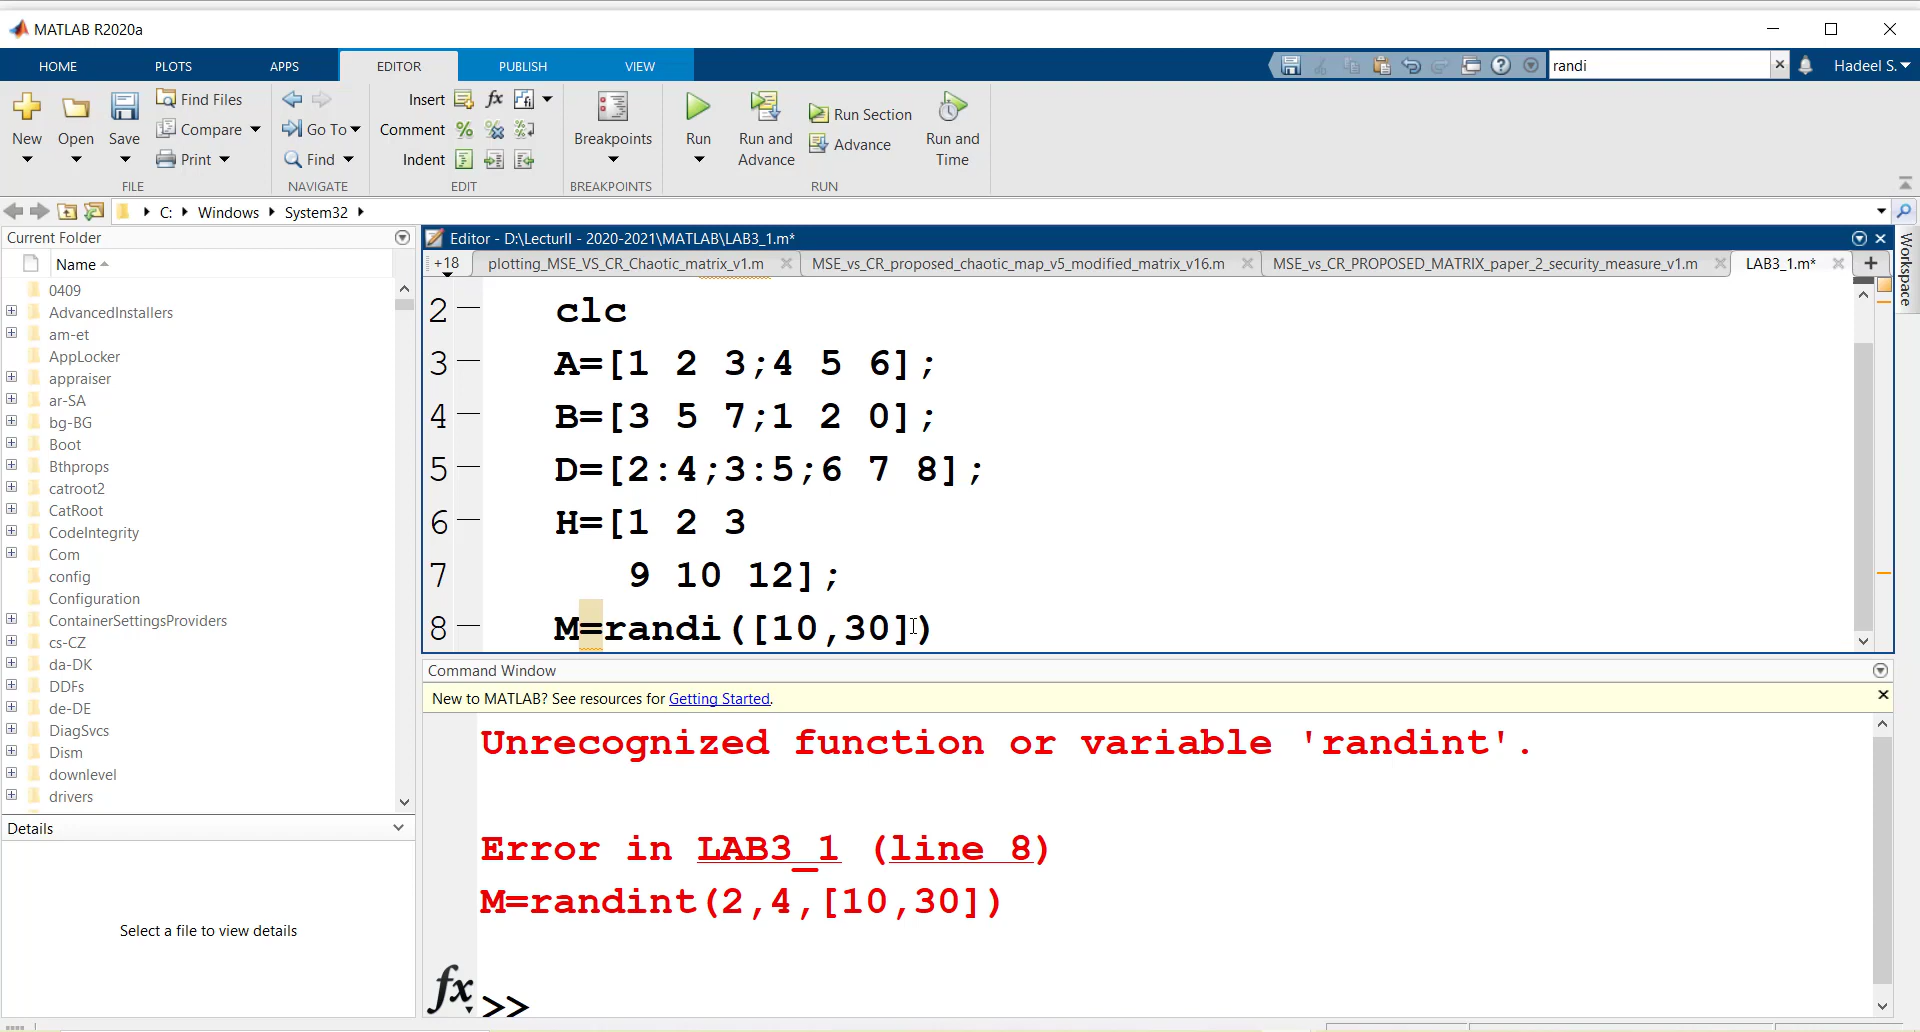 MATLAB R2020a
HOME PLOTS APPS EDITOR PUBLISH VIEW randi Hadeel S.
New Open Save Find Files Compare Print Go To Find Insert fx Comment Indent Breakpoints Run Run and Advance Run Section Advance Run and Time
FILE NAVIGATE EDIT BREAKPOINTS RUN
C: Windows System32
Current Folder
Name
0409
AdvancedInstallers
am-et
AppLocker
appraiser
ar-SA
bg-BG
Boot
Bthprops
catroot2
CatRoot
CodeIntegrity
Com
config
Configuration
ContainerSettingsProviders
cs-CZ
da-DK
DDFs
de-DE
DiagSvcs
Dism
downlevel
drivers
Details
Select a file to view details
Editor - D:\LecturII - 2020-2021\MATLAB\LAB3_1.m*
+18 plotting_MSE_VS_CR_Chaotic_matrix_v1.m MSE_vs_CR_proposed_chaotic_map_v5_modified_matrix_v16.m MSE_vs_CR_PROPOSED_MATRIX_paper_2_security_measure_v1.m LAB3_1.m* +
2 clc
3 A=[1 2 3;4 5 6];
4 B=[3 5 7;1 2 0];
5 D=[2:4;3:5;6 7 8];
6 H=[1 2 3
7 9 10 12];
8 M=randi([10,30])
Command Window
New to MATLAB? See resources for Getting Started.
Unrecognized function or variable 'randint'.
Error in LAB3_1 (line 8)
M=randint(2,4,[10,30])
fx >>
Workspace